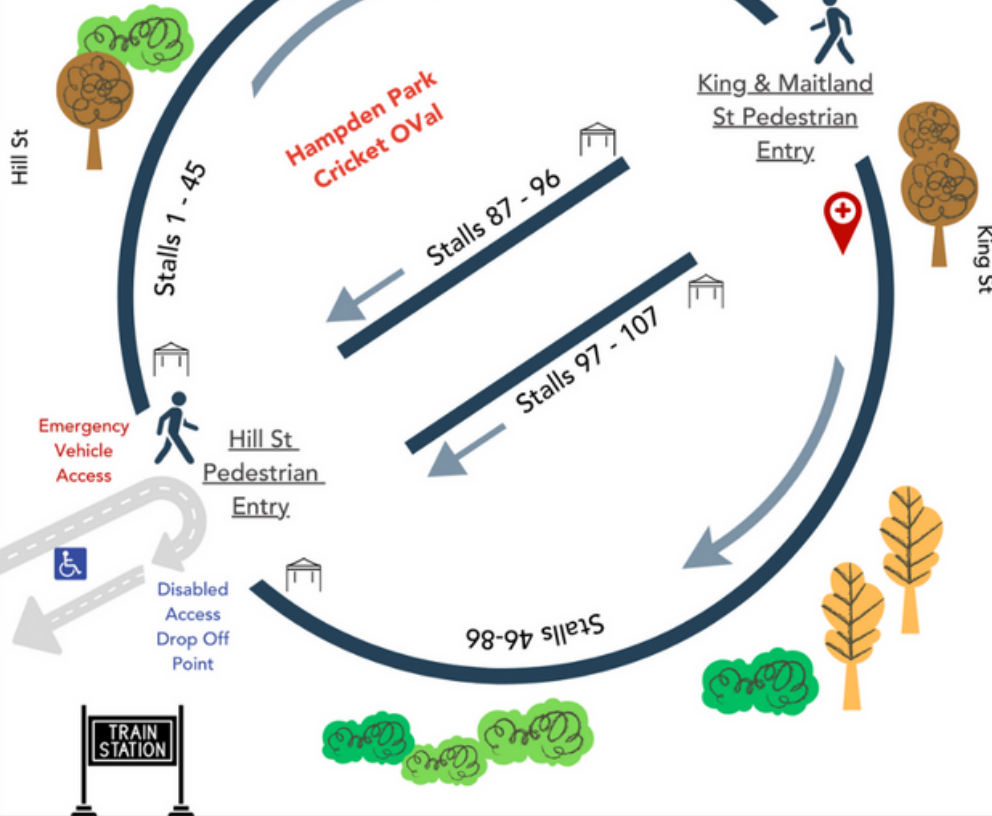 King & Maitland
St Pedestrian
Entry
Hampden Park
Cricket OVal
Hill St
Stalls 1 - 45
Stalls 87 - 96
King St
Stalls 97 - 107
Emergency
Vehicle
Access
Hill St
Pedestrian
Entry
Disabled
Access
Drop Off
Point
Stalls 46-86
TRAIN
STATION